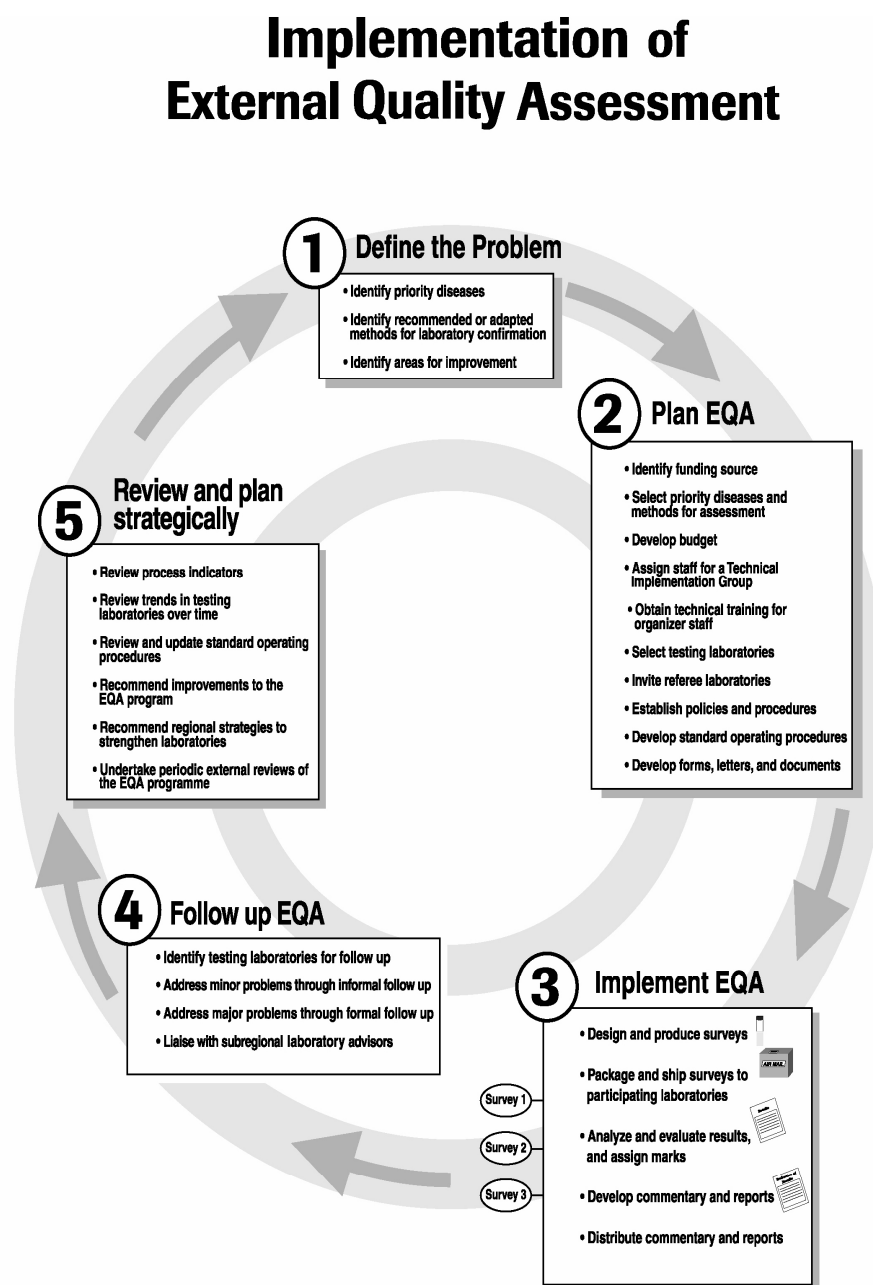 Implementation of
External Quality Assessment
1
Define the Problem
• Identify priority diseases
• Identify recommended or adapted
methods for laboratory confirmation
• Identify areas for improvement
2
Plan EQA
• Identify funding source
• Select priority diseases and
methods for assessment
• Develop budget
• Assign staff for a Technical
Implementation Group
• Obtain technical training for
organizer staff
• Select testing laboratories
• Invite referee laboratories
• Establish policies and procedures
• Develop standard operating procedures
• Develop forms, letters, and documents
3
Implement EQA
• Design and produce surveys
AIR MAIL
• Package and ship surveys to
participating laboratories
• Analyze and evaluate results,
and assign marks
• Develop commentary and reports
• Distribute commentary and reports
Survey 1
Survey 2
Survey 3
4
Follow up EQA
• Identify testing laboratories for follow up
• Address minor problems through informal follow up
• Address major problems through formal follow up
• Liaise with subregional laboratory advisors
5
Review and plan
strategically
• Review process indicators
• Review trends in testing
laboratories over time
• Review and update standard operating
procedures
• Recommend improvements to the
EQA program
• Recommend regional strategies to
strengthen laboratories
• Undertake periodic external reviews of
the EQA programme